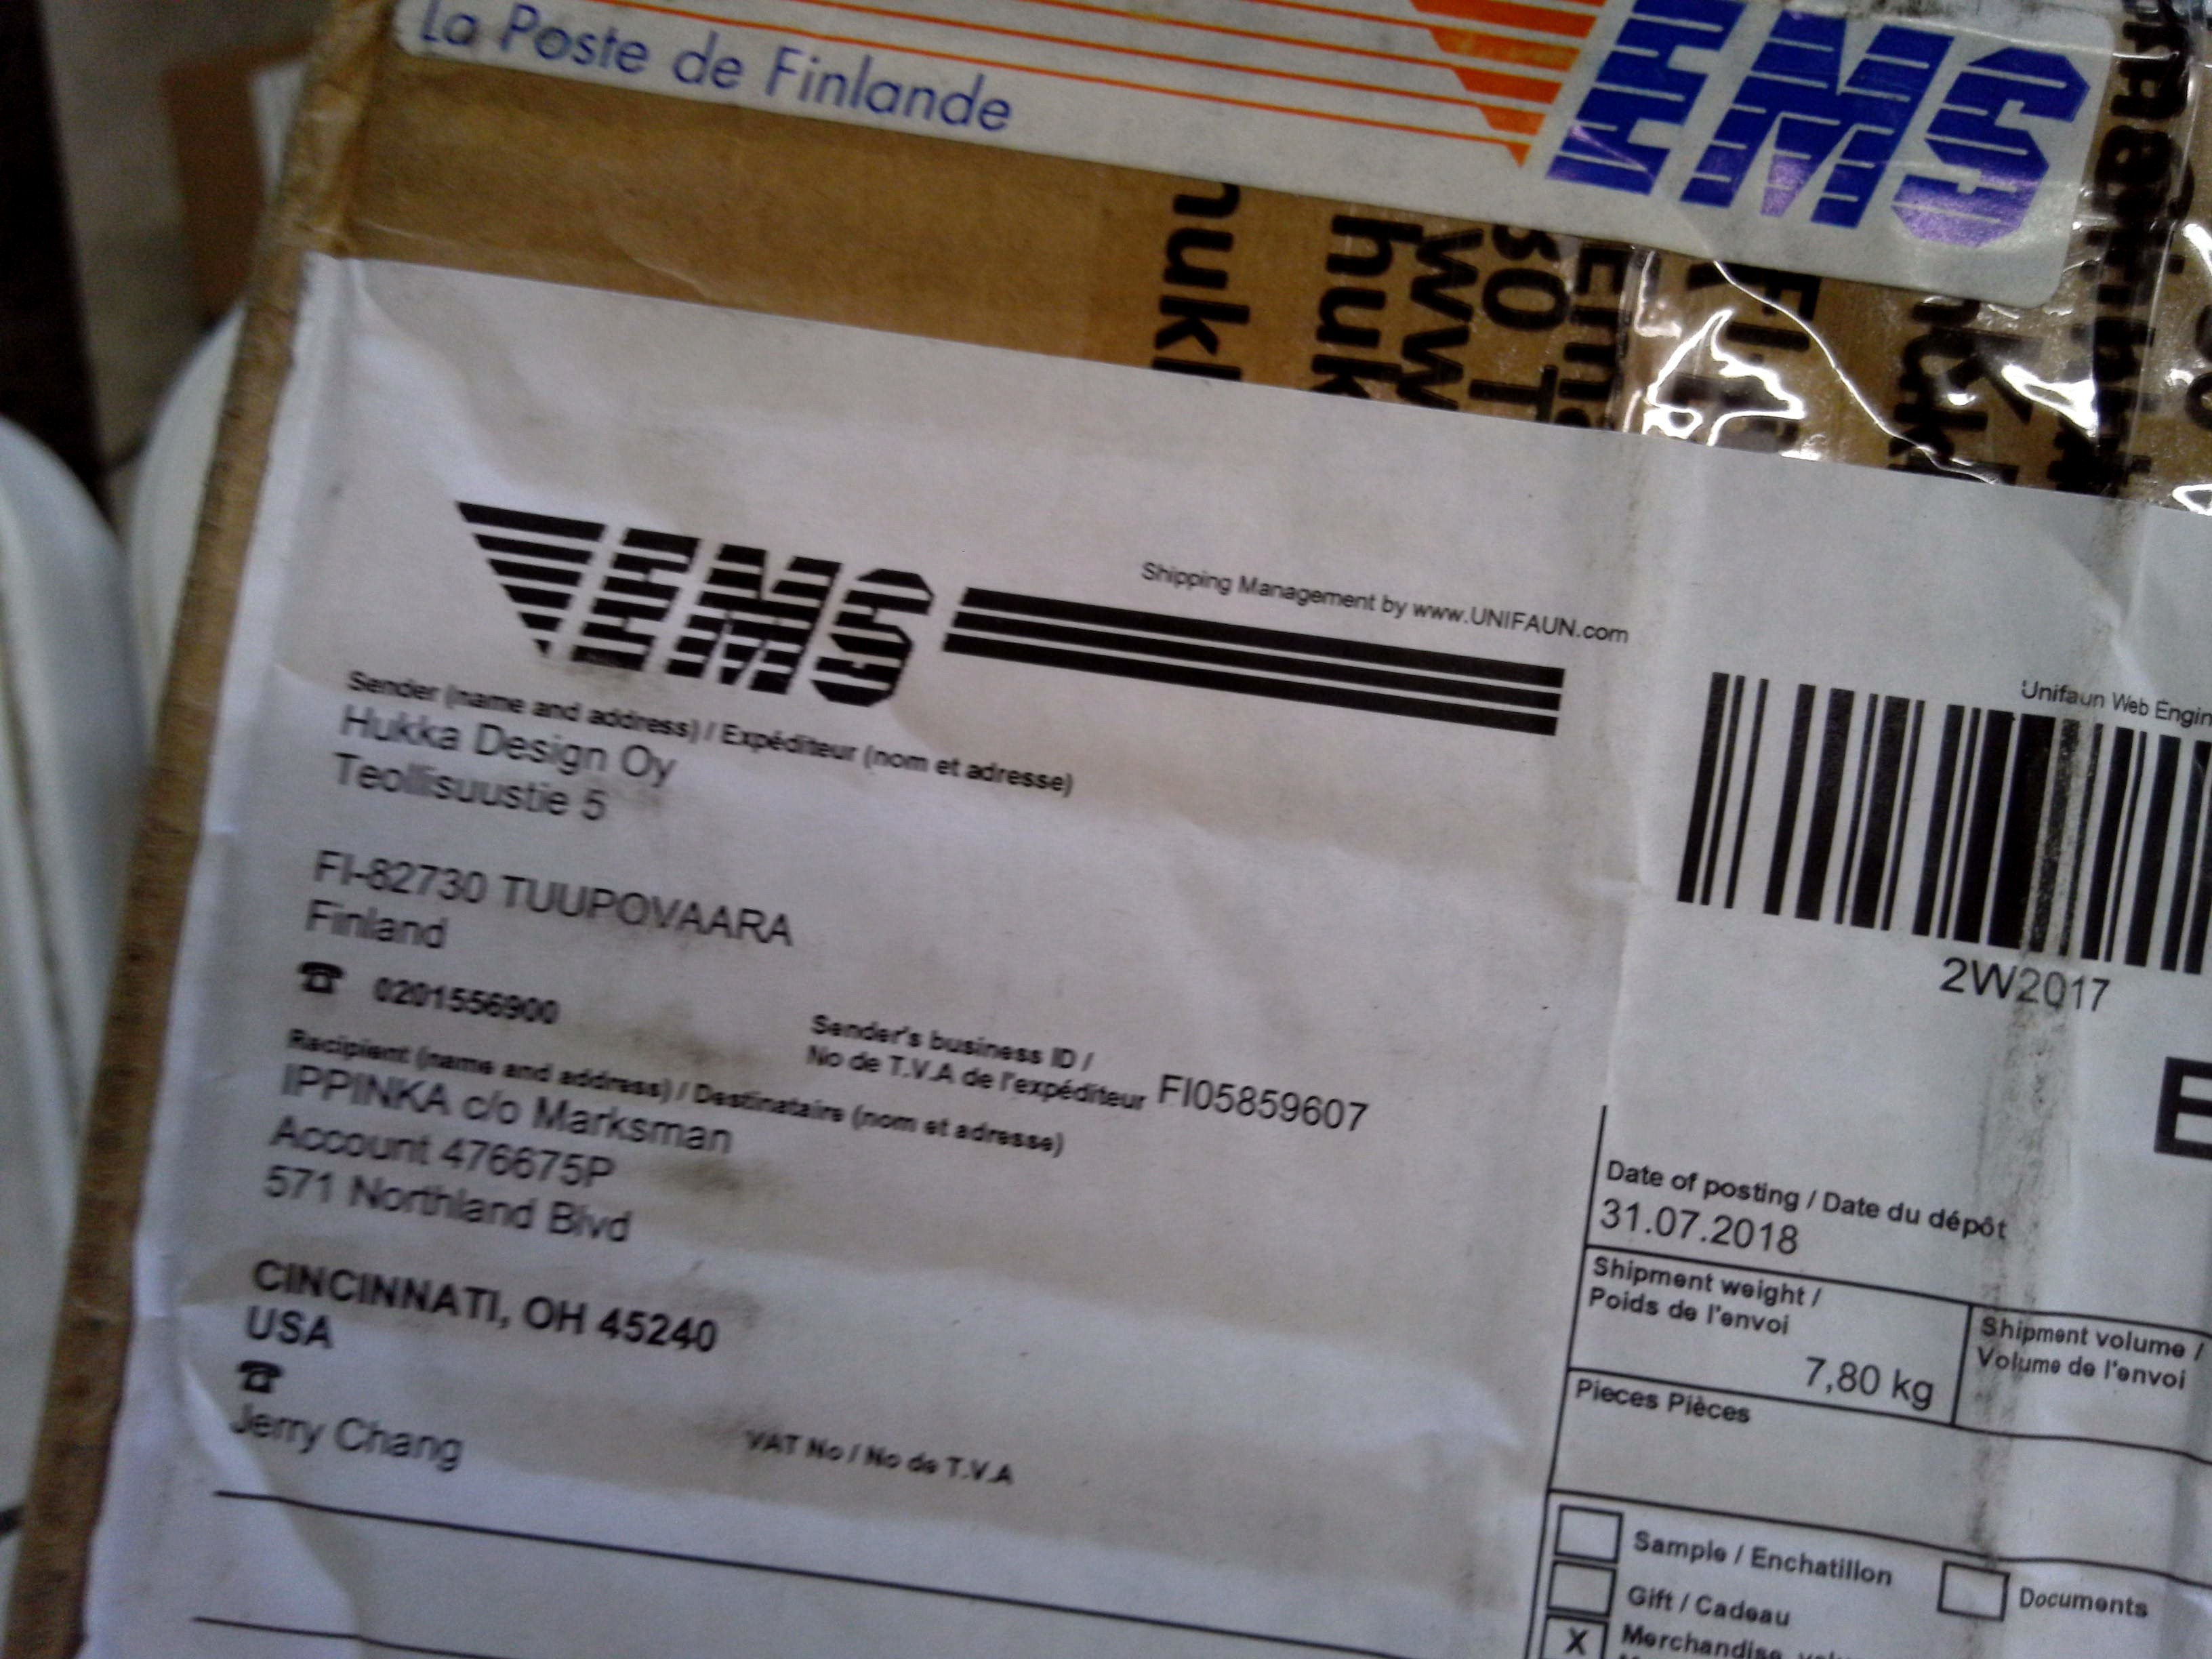 La Poste de Finlande
EMS
hukk
huk
www
EMS
Shipping Management by www.UNIFAUN.com
Unifaun Web Engin
Sender (name and address) / Expéditeur (nom et adresse)
Hukka Design Oy
Teollisuustie 5
FI-82730 TUUPOVAARA
Finland
☎ 0201556900
Sender's business ID /
No de T.V.A de l'expéditeur FI05859607
Recipient (name and address) / Destinataire (nom et adresse)
IPPINKA c/o Marksman
Account 476675P
571 Northland Blvd
CINCINNATI, OH 45240
USA
☎
Jerry Chang
VAT No / No de T.V.A
2W2017
E
Date of posting / Date du dépôt
31.07.2018
Shipment weight /
Poids de l'envoi
7,80 kg
Shipment volume /
Volume de l'envoi
Pieces Pièces
Sample / Enchatillon
Documents
Gift / Cadeau
X Merchandise